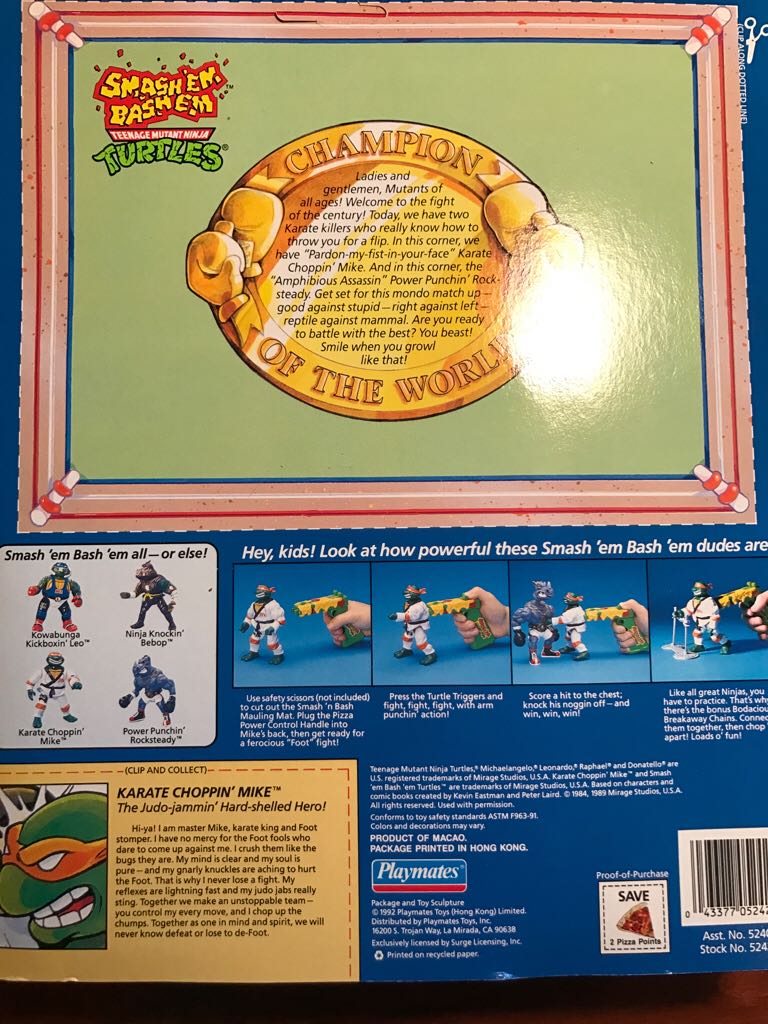 (CLIP ALONG DOTTED LINE)
SMASH 'EM
BASH 'EM™
TEENAGE MUTANT NINJA
TURTLES®
CHAMPION
Ladies and
gentlemen, Mutants of
all ages! Welcome to the fight
of the century! Today, we have two
Karate killers who really know how to
throw you for a flip. In this corner, we
have "Pardon-my-fist-in-your-face" Karate
Choppin' Mike. And in this corner, the
"Amphibious Assassin" Power Punchin' Rock-
steady. Get set for this mondo match up—
good against stupid—right against left—
reptile against mammal. Are you ready
to battle with the best? You beast!
Smile when you growl
like that!
OF THE WORL
Smash 'em Bash 'em all—or else!
Kowabunga
Kickboxin' Leo™
Ninja Knockin'
Bebop™
Karate Choppin'
Mike™
Power Punchin'
Rocksteady™
Hey, kids! Look at how powerful these Smash 'em Bash 'em dudes are
Use safety scissors (not included)
to cut out the Smash 'n Bash
Mauling Mat. Plug the Pizza
Power Control Handle into
Mike's back, then get ready for
a ferocious "Foot" fight!
Press the Turtle Triggers and
fight, fight, fight, with arm
punchin' action!
Score a hit to the chest;
knock his noggin off—and
win, win, win!
Like all great Ninjas, you
have to practice. That's why
there's the bonus Bodaciou
Breakaway Chains. Connec
them together, then chop
apart! Loads o' fun!
(CLIP AND COLLECT)
KARATE CHOPPIN' MIKE™
The Judo-jammin' Hard-shelled Hero!
Hi-ya! I am master Mike, karate king and Foot
stomper. I have no mercy for the Foot fools who
dare to come up against me. I crush them like the
bugs they are. My mind is clear and my soul is
pure—and my gnarly knuckles are aching to hurt
the Foot. That is why I never lose a fight. My
reflexes are lightning fast and my judo jabs really
sting. Together we make an unstoppable team—
you control my every move, and I chop up the
chumps. Together as one in mind and spirit, we will
never know defeat or lose to de-Foot.
Teenage Mutant Ninja Turtles,® Michaelangelo,® Leonardo,® Raphael® and Donatello® are
U.S. registered trademarks of Mirage Studios, U.S.A. Karate Choppin' Mike™ and Smash
'em Bash 'em Turtles™ are trademarks of Mirage Studios, U.S.A. Based on characters and
comic books created by Kevin Eastman and Peter Laird. © 1984, 1989 Mirage Studios, U.S.A.
All rights reserved. Used with permission.
Conforms to toy safety standards ASTM F963-91.
Colors and decorations may vary.
PRODUCT OF MACAO.
PACKAGE PRINTED IN HONG KONG.
Playmates®
Package and Toy Sculpture
© 1992 Playmates Toys (Hong Kong) Limited.
Distributed by Playmates Toys, Inc.
16200 S. Trojan Way, La Mirada, CA 90638
Exclusively licensed by Surge Licensing, Inc.
Printed on recycled paper.
Proof-of-Purchase
SAVE
2 Pizza Points
0 43377 0524
Asst. No. 524
Stock No. 524